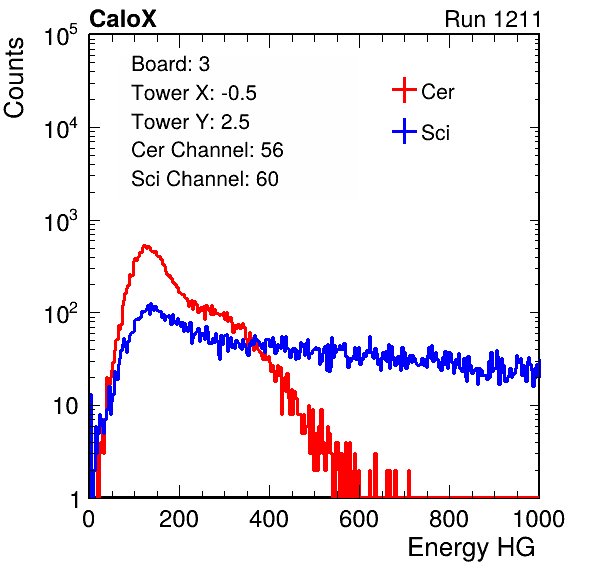 CaloX Run 1211
Counts
10^5
10^4
10^3
10^2
10
1
Board: 3
Tower X: -0.5
Tower Y: 2.5
Cer Channel: 56
Sci Channel: 60
Cer
Sci
0 200 400 600 800 1000
Energy HG